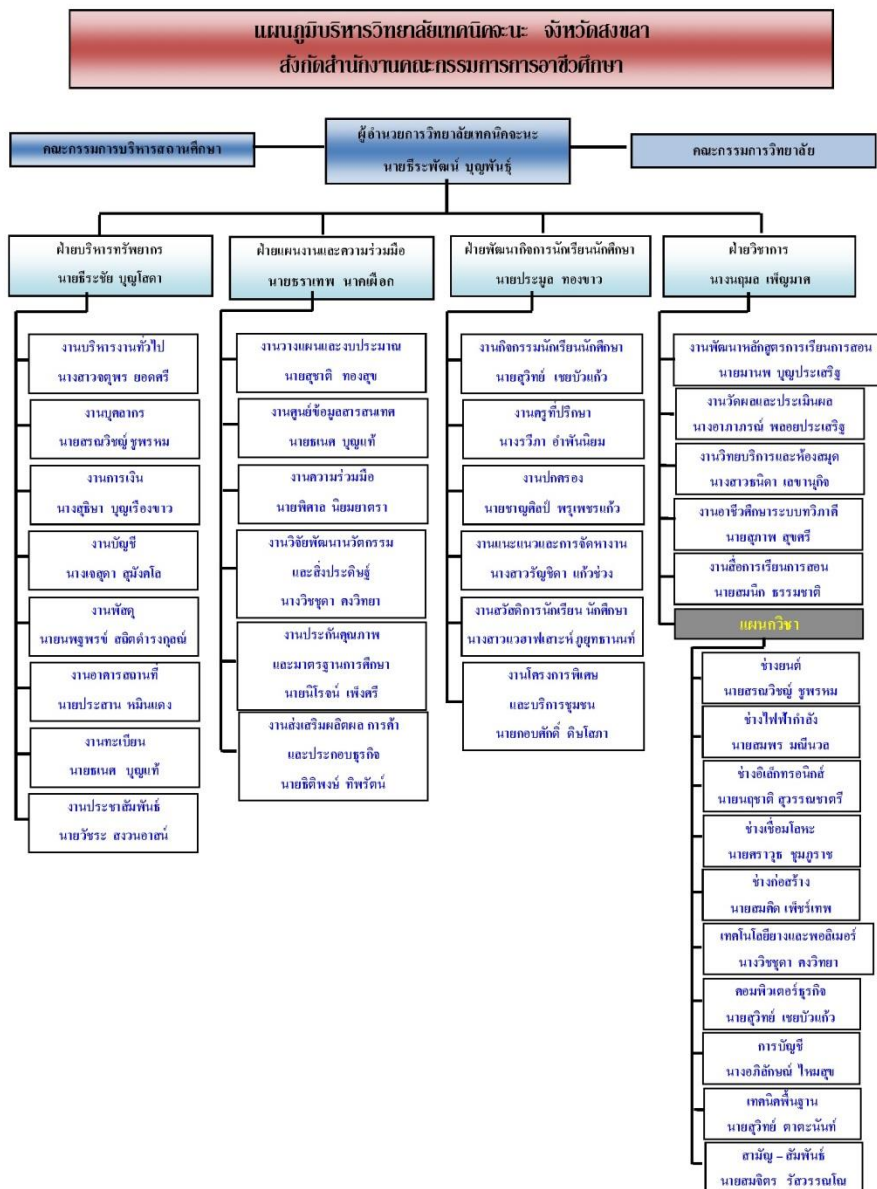 แผนภูมิบริหารวิทยาลัยเทคนิคจะนะ จังหวัดสงขลา
สังกัดสำนักงานคณะกรรมการการอาชีวศึกษา
คณะกรรมการบริหารสถานศึกษา
ผู้อำนวยการวิทยาลัยเทคนิคจะนะ
นายธีระพัฒน์ บุญพันธุ์
คณะกรรมการวิทยาลัย
ฝ่ายบริหารทรัพยากร
นายธีระชัย บุญโสดา
งานบริหารงานทั่วไป
นางสาวจตุพร ยอดศรี
งานบุคลากร
นายสรณวิชญ์ ชูพรหม
งานการเงิน
นางสุธิษา บุญเรืองขาว
งานบัญชี
นางเจสุดา สุมังคโล
งานพัสดุ
นายนพฐพรข์ สถิตดำรงกุลณ์
งานอาคารสถานที่
นายประสาน หมินแดง
งานทะเบียน
นายธเนศ บุญแท้
งานประชาสัมพันธ์
นายวัชระ สงวนอาสน์
ฝ่ายแผนงานและความร่วมมือ
นายธราเทพ นาคเผือก
งานวางแผนและงบประมาณ
นายสุชาติ ทองสุข
งานศูนย์ข้อมูลสารสนเทศ
นายธเนศ บุญแท้
งานความร่วมมือ
นายพิศาล นิยมยาตรา
งานวิจัยพัฒนานวัตกรรม
และสิ่งประดิษฐ์
นางวิชชุดา คงวิทยา
งานประกันคุณภาพ
และมาตรฐานการศึกษา
นายนิโรจน์ เพ็งศรี
งานส่งเสริมผลิตผล การค้า
และประกอบธุรกิจ
นายธิติพงษ์ ทิพรัตน์
ฝ่ายพัฒนากิจการนักเรียนนักศึกษา
นายประมูล ทองขาว
งานกิจกรรมนักเรียนนักศึกษา
นายสุวิทย์ เชยบัวแก้ว
งานครูที่ปรึกษา
นางรวีภา อำพันนิยม
งานปกครอง
นายชาญศิลป์ พรุเพชรแก้ว
งานแนะแนวและการจัดหางาน
นางสาวรัญชิดา แก้วช่วง
งานสวัสดิการนักเรียน นักศึกษา
นางสาวแวฮาฟเสาะห์ ภูยุทธานนท์
งานโครงการพิเศษ
และบริการชุมชน
นายกอบศักดิ์ ดิษโสภา
ฝ่ายวิชาการ
นางนฤมล เพ็ญมาศ
งานพัฒนาหลักสูตรการเรียนการสอน
นายมานพ บุญประเสริฐ
งานวัดผลและประเมินผล
นางอาภาภรณ์ พลอยประเสริฐ
งานวิทยบริการและห้องสมุด
นางสาวธนิดา เลขานุกิจ
งานอาชีวศึกษาระบบทวิภาคี
นายสุภาพ สุขศรี
งานสื่อการเรียนการสอน
นายสมนึก ธรรมชาติ
แผนกวิชา
ช่างยนต์
นายสรณวิชญ์ ชูพรหม
ช่างไฟฟ้ากำลัง
นายสมพร มณีนวล
ช่างอิเล็กทรอนิกส์
นายนฤชาติ สุวรรณชาตรี
ช่างเชื่อมโลหะ
นายศราวุธ ชุมภูราช
ช่างก่อสร้าง
นายสมคิด เพ็ชร์เทพ
เทคโนโลยียางและพอลิเมอร์
นางวิชชุดา คงวิทยา
คอมพิวเตอร์ธุรกิจ
นายสุวิทย์ เชยบัวแก้ว
การบัญชี
นางอภิลักษณ์ ไหมสุข
เทคนิคพื้นฐาน
นายสุวิทย์ ตาตะนันท์
สามัญ – สัมพันธ์
นายสมจิตร รัสวรรณโณ